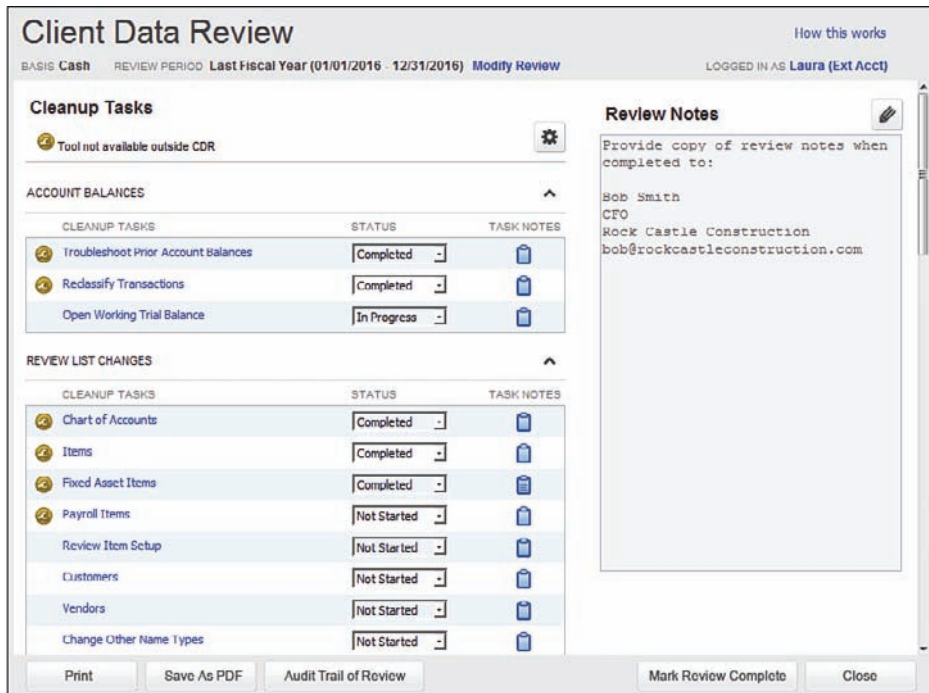 Client Data Review
How this works
BASIS Cash REVIEW PERIOD Last Fiscal Year (01/01/2016 - 12/31/2016) Modify Review
LOGGED IN AS Laura (Ext Acct)
Cleanup Tasks
Tool not available outside CDR
ACCOUNT BALANCES
CLEANUP TASKS STATUS TASK NOTES
Troubleshoot Prior Account Balances Completed
Reclassify Transactions Completed
Open Working Trial Balance In Progress
REVIEW LIST CHANGES
CLEANUP TASKS STATUS TASK NOTES
Chart of Accounts Completed
Items Completed
Fixed Asset Items Completed
Payroll Items Not Started
Review Item Setup Not Started
Customers Not Started
Vendors Not Started
Change Other Name Types Not Started
Review Notes
Provide copy of review notes when
completed to:
Bob Smith
CFO
Rock Castle Construction
bob@rockcastleconstruction.com
Print Save As PDF Audit Trail of Review Mark Review Complete Close